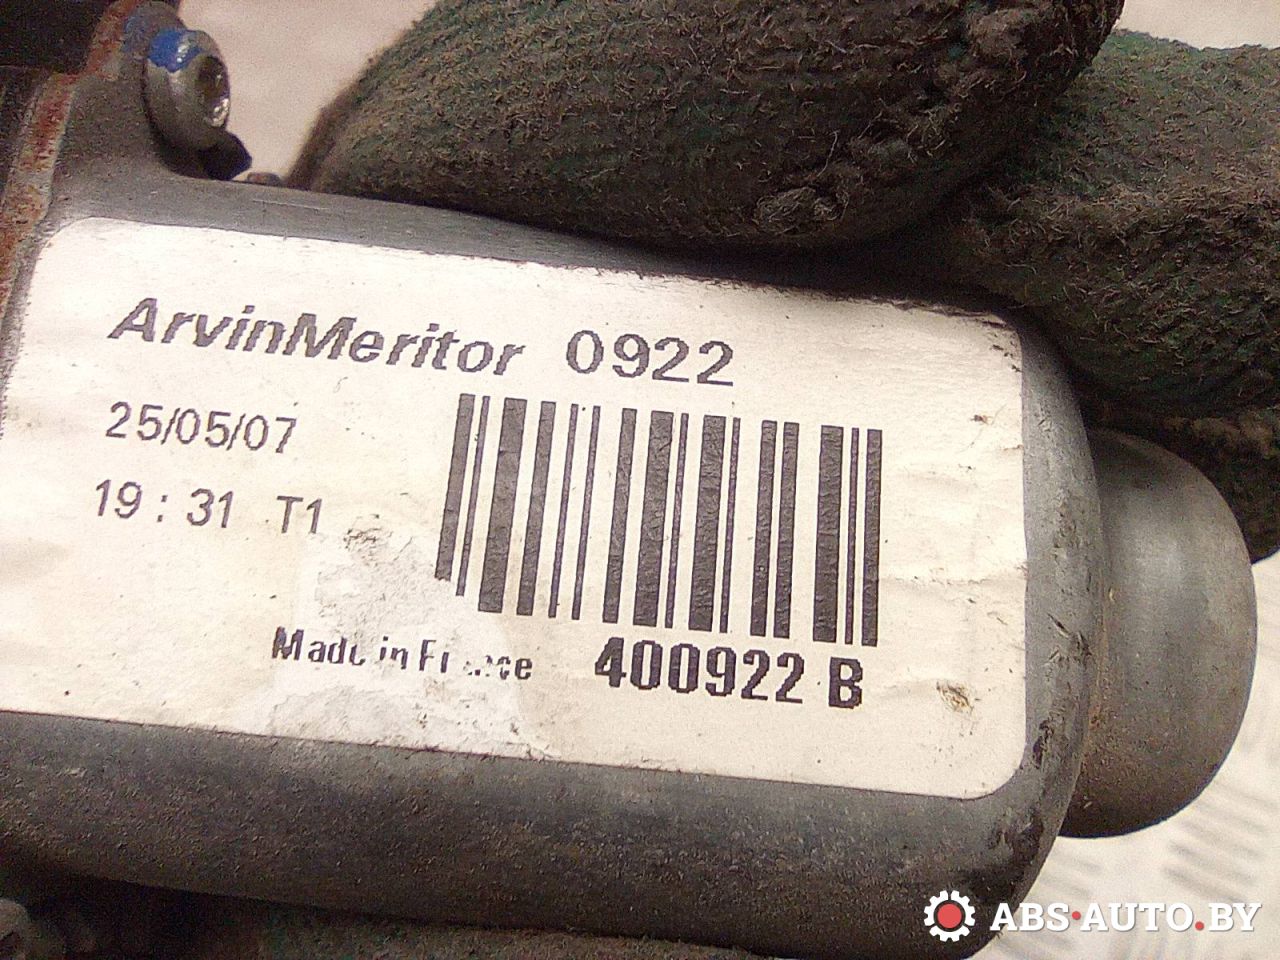 ArvinMeritor 0922
25/05/07
19:31 T1
Made in France 400922 B
ABS-AUTO.BY